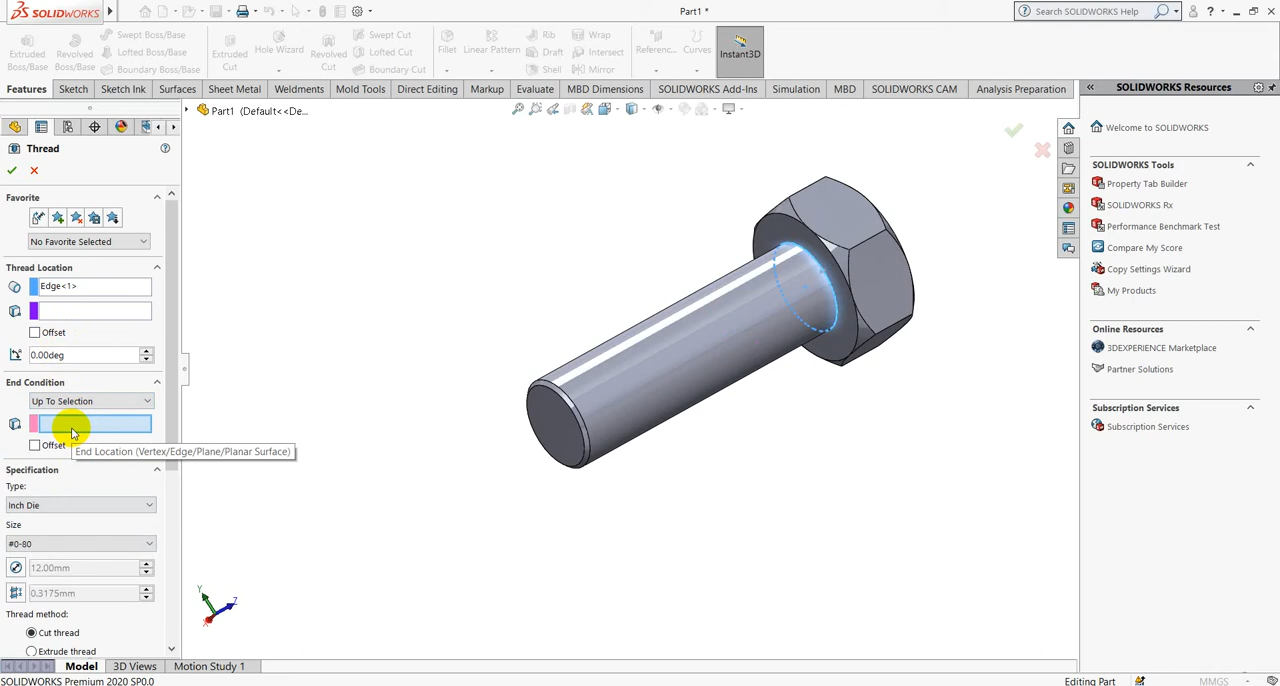 SOLIDWORKS
Part1 *
Search SOLIDWORKS Help
Extruded Boss/Base
Revolved Boss/Base
Swept Boss/Base
Lofted Boss/Base
Boundary Boss/Base
Extruded Cut
Hole Wizard
Revolved Cut
Swept Cut
Lofted Cut
Boundary Cut
Fillet
Linear Pattern
Rib
Draft
Shell
Wrap
Intersect
Mirror
Referenc...
Curves
Instant3D
Features
Sketch
Sketch Ink
Surfaces
Sheet Metal
Weldments
Mold Tools
Direct Editing
Markup
Evaluate
MBD Dimensions
SOLIDWORKS Add-Ins
Simulation
MBD
SOLIDWORKS CAM
Analysis Preparation
SOLIDWORKS Resources
Part1 (Default<<De...
Thread
Favorite
No Favorite Selected
Thread Location
Edge<1>
Offset
0.00deg
End Condition
Up To Selection
Offset
End Location (Vertex/Edge/Plane/Planar Surface)
Specification
Type:
Inch Die
Size
#0-80
12.00mm
0.3175mm
Thread method:
Cut thread
Extrude thread
Y
Z
X
Welcome to SOLIDWORKS
SOLIDWORKS Tools
Property Tab Builder
SOLIDWORKS Rx
Performance Benchmark Test
Compare My Score
Copy Settings Wizard
My Products
Online Resources
3DEXPERIENCE Marketplace
Partner Solutions
Subscription Services
Subscription Services
Model
3D Views
Motion Study 1
SOLIDWORKS Premium 2020 SP0.0
Editing Part
MMGS